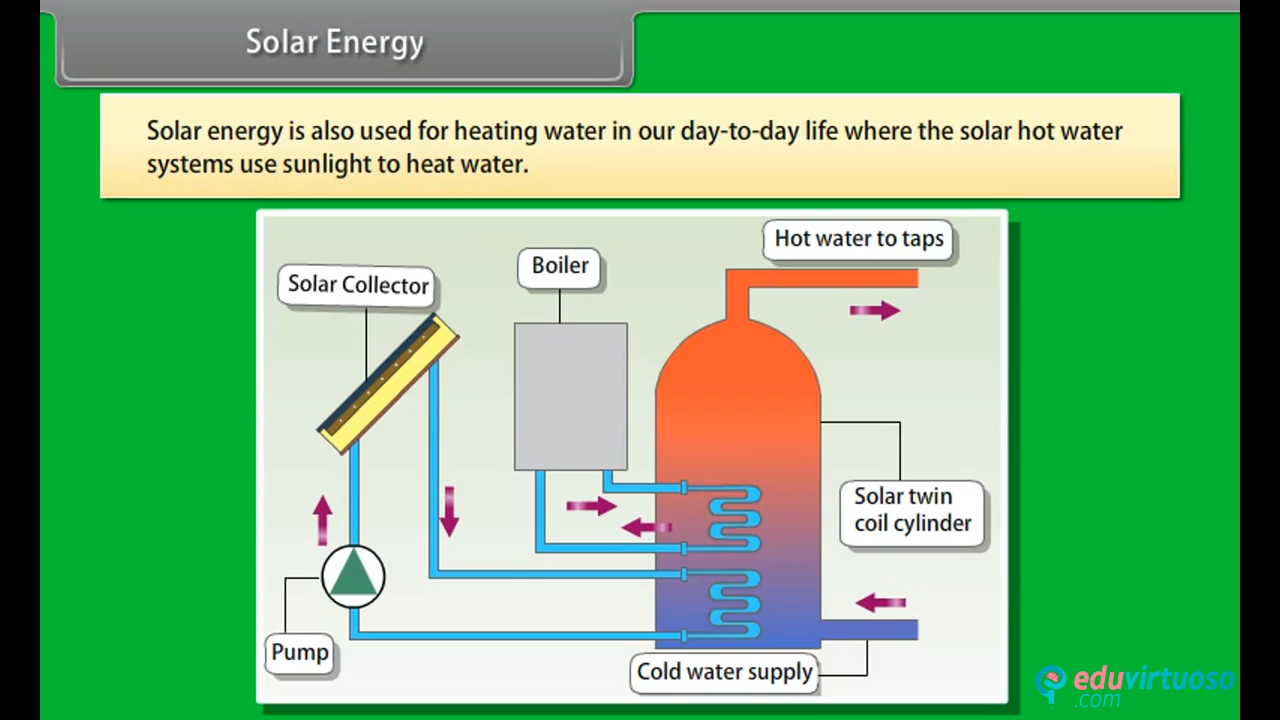 Solar Energy
Solar energy is also used for heating water in our day-to-day life where the solar hot water
systems use sunlight to heat water.
Hot water to taps
Boiler
Solar Collector
Solar twin
coil cylinder
Pump
Cold water supply
eduvirtuoso
.com